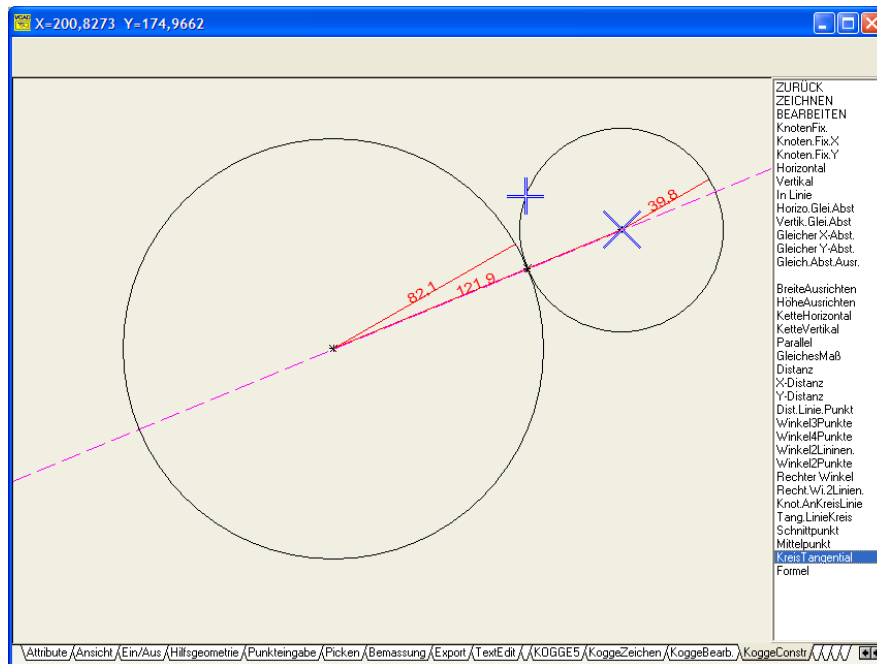 VCAD X=200,8273 Y=174,9662
82,1
121,9
39,8
ZURÜCK
ZEICHNEN
BEARBEITEN
KnotenFix.
Knoten.Fix.X
Knoten.Fix.Y
Horizontal
Vertikal
In Linie
Horizo.Glei.Abst
Vertik.Glei.Abst
Gleicher X-Abst.
Gleicher Y-Abst.
Gleich.Abst.Ausr.
BreiteAusrichten
HöheAusrichten
KetteHorizontal
KetteVertikal
Parallel
GleichesMaß
Distanz
X-Distanz
Y-Distanz
Dist.Linie.Punkt
Winkel3Punkte
Winkel4Punkte
Winkel2Lininen.
Winkel2Punkte
Rechter Winkel
Recht.Wi.2Linien.
Knot.AnKreisLinie
Tang.LinieKreis
Schnittpunkt
Mittelpunkt
KreisTangential
Formel
Attribute Ansicht Ein/Aus Hilfsgeometrie Punkteingabe Picken Bemassung Export TextEdit KOGGE5 KoggeZeichen KoggeBearb. KoggeConstr